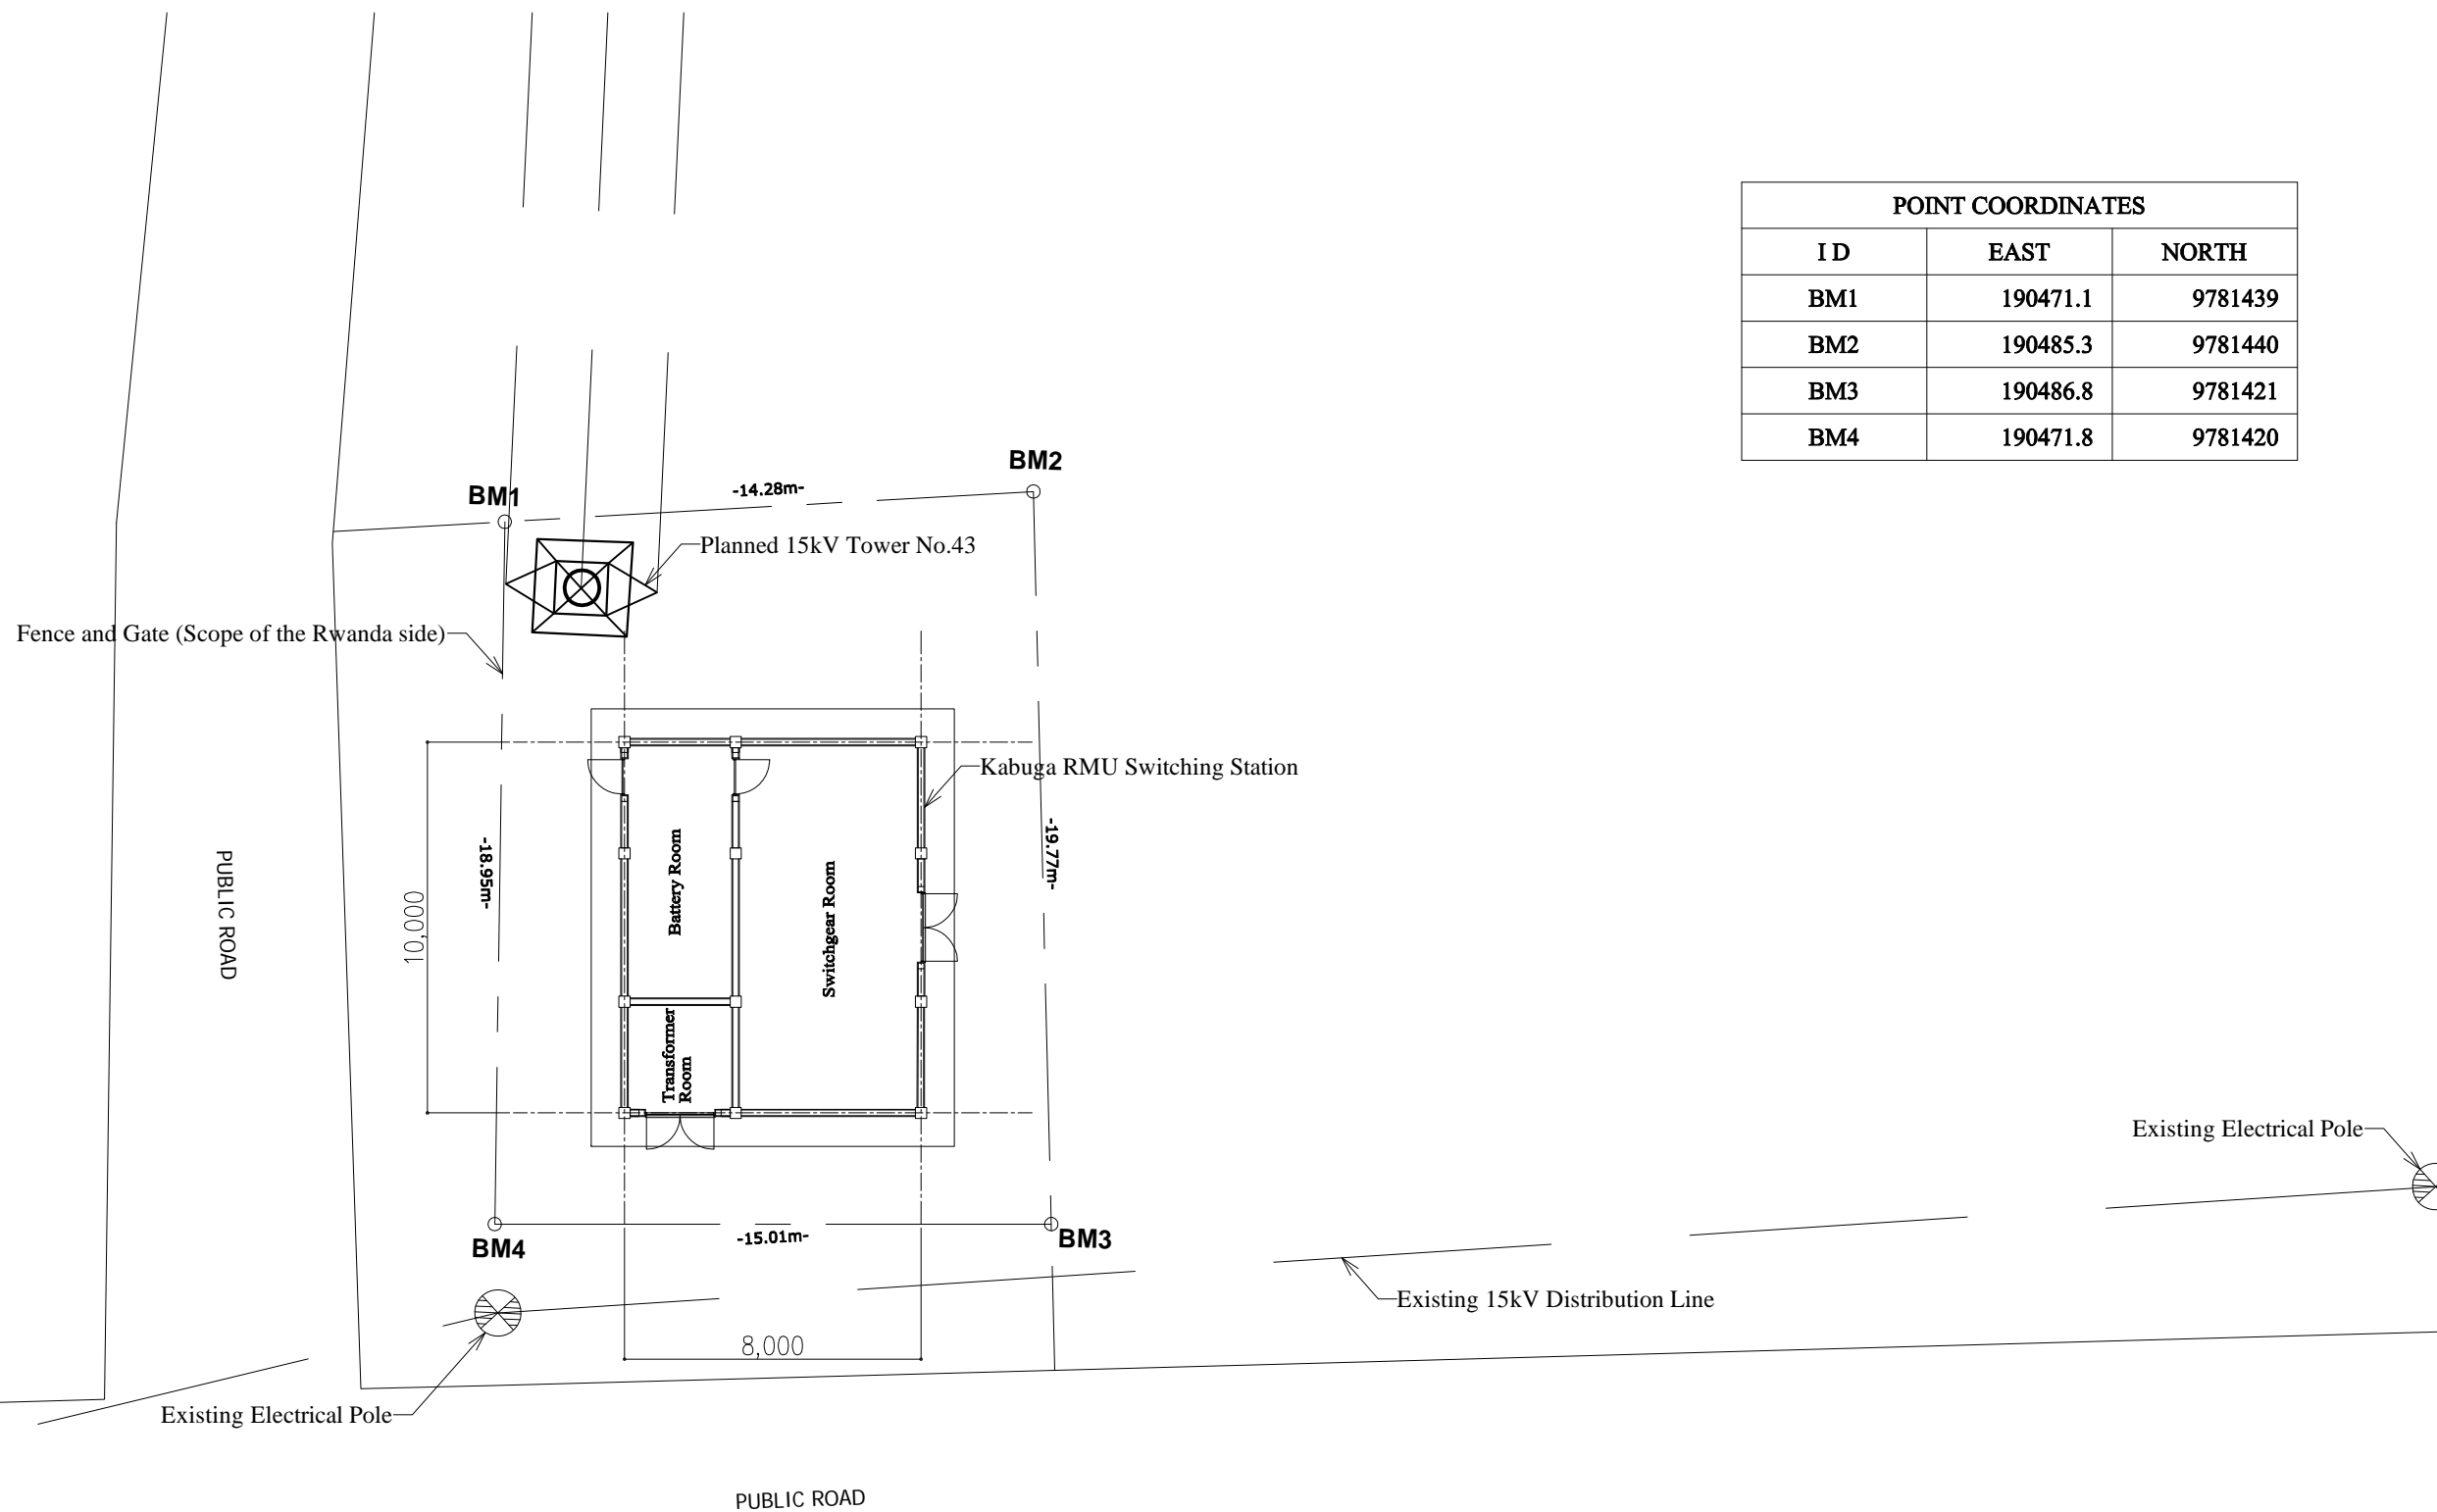 POINT COORDINATES
I D EAST NORTH
BM1 190471.1 9781439
BM2 190485.3 9781440
BM3 190486.8 9781421
BM4 190471.8 9781420
BM2
-14.28m-
BM1
Planned 15kV Tower No.43
Fence and Gate (Scope of the Rwanda side)
Kabuga RMU Switching Station
-18.95m-
-19.77m-
PUBLIC ROAD
10,000
Battery Room
Switchgear Room
Transformer
Room
Existing Electrical Pole
-15.01m-
BM4
BM3
Existing 15kV Distribution Line
8,000
Existing Electrical Pole
PUBLIC ROAD